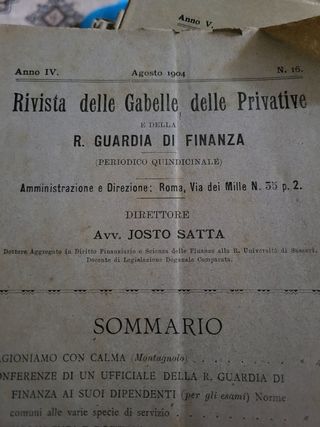 Anno V.
Anno IV. Agosto 1904 N. 16.
Rivista delle Gabelle delle Privative
E DELLA
R. GUARDIA DI FINANZA
(PERIODICO QUINDICINALE)
Amministrazione e Direzione: Roma, Via dei Mille N. 35 p. 2.
DIRETTORE
AVV. JOSTO SATTA
Dottore Aggregato in Diritto Finanziario e Scienza delle Finanze alla R. Università di Sassari.
Docente di Legislazione Doganale Comparata.
SOMMARIO
AGIONIAMO CON CALMA (Montagnolo)
ONFERENZE DI UN UFFICIALE DELLA R. GUARDIA DI
FINANZA AI SUOI DIPENDENTI (per gli esami) Norme
comuni alle varie specie di servizio